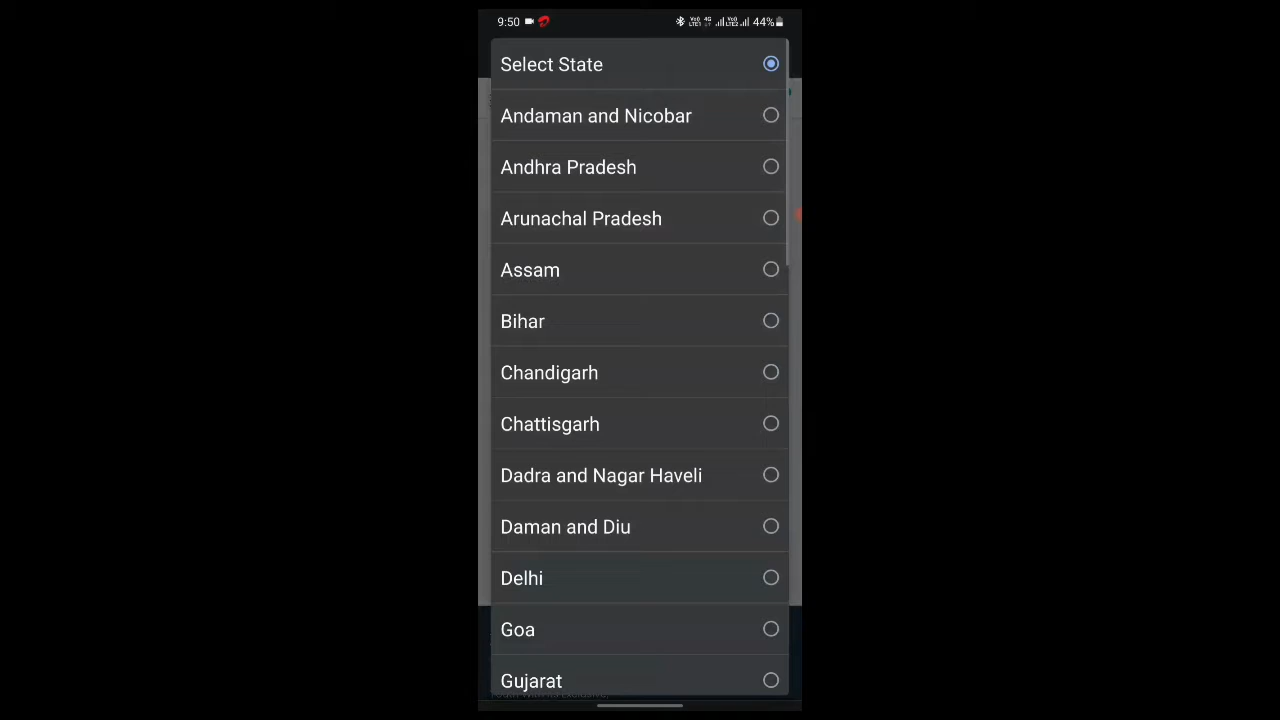 9:50 44%
Select State
Andaman and Nicobar
Andhra Pradesh
Arunachal Pradesh
Assam
Bihar
Chandigarh
Chattisgarh
Dadra and Nagar Haveli
Daman and Diu
Delhi
Goa
Gujarat